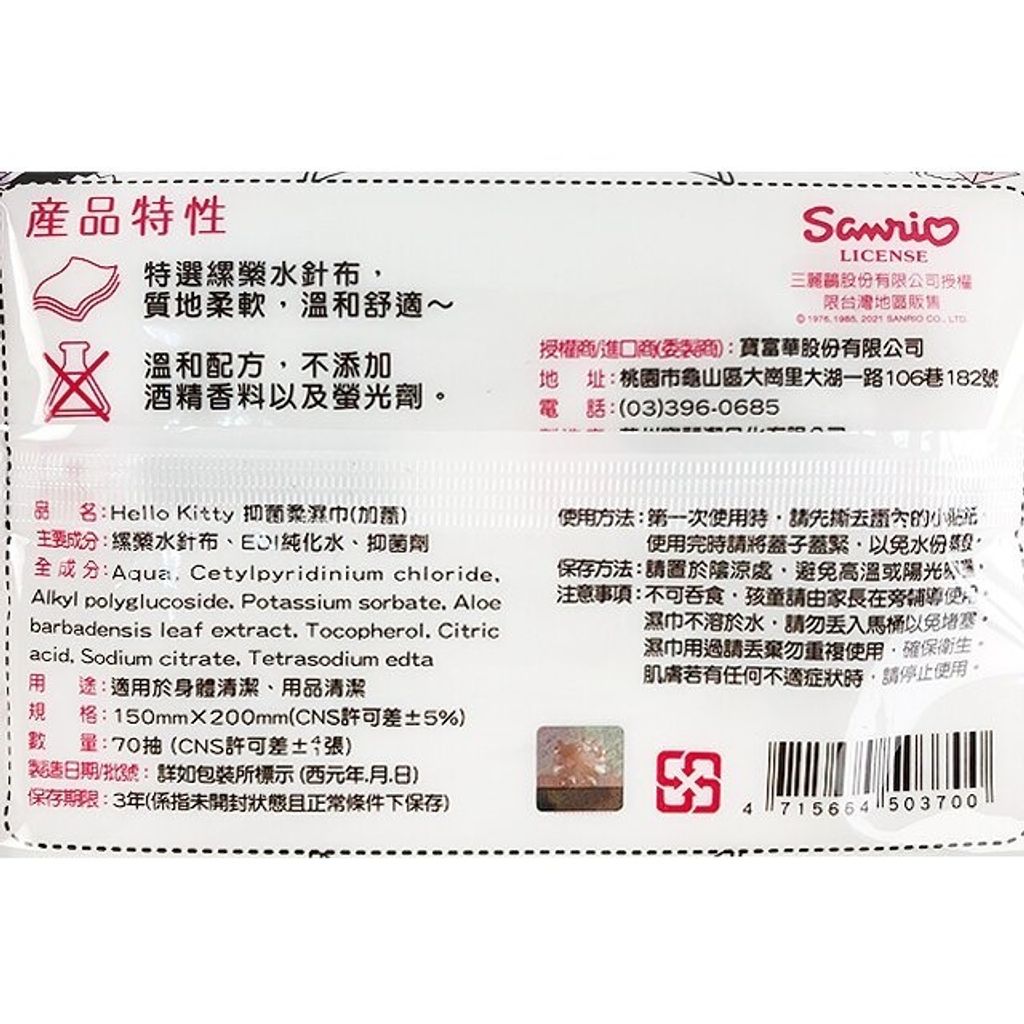 産品特性
特選縲縈水針布，
質地柔軟，溫和舒適～
溫和配方，不添加
酒精香料以及螢光劑。
Sanrio
LICENSE
三麗鷗股份有限公司授權
限台灣地區販售
© 1976, 1985, 2021 SANRIO CO., LTD.
授權商/進口商(委製商)：寶富華股份有限公司
地　址：桃園市龜山區大崗里大湖一路106巷182號
電　話：(03)396-0685
品　名：Hello Kitty 抑菌柔濕巾(加蓋)
主要成分：縲縈水針布、EDI純化水、抑菌劑
全成分：Aqua, Cetylpyridinium chloride,
Alkyl polyglucoside, Potassium sorbate, Aloe
barbadensis leaf extract, Tocopherol, Citric
acid, Sodium citrate, Tetrasodium edta
用　途：適用於身體清潔、用品清潔
規　格：150mmX200mm(CNS許可差±5%)
數　量：70抽 (CNS許可差±4/1張)
製造日期/批號：詳如包裝所標示 (西元年.月.日)
保存期限：3年(係指未開封狀態且正常條件下保存)
使用方法：第一次使用時，請先撕去蓋內的小貼紙，
使用完時請將蓋子蓋緊，以免水份
保存方法：請置於陰涼處，避免高溫或陽光
注意事項：不可吞食，孩童請由家長在旁輔導使用。
濕巾不溶於水，請勿丟入馬桶以免堵塞。
濕巾用過請丟棄勿重複使用，確保衛生。
肌膚若有任何不適症狀時，請停止使用。
4 715664 503700